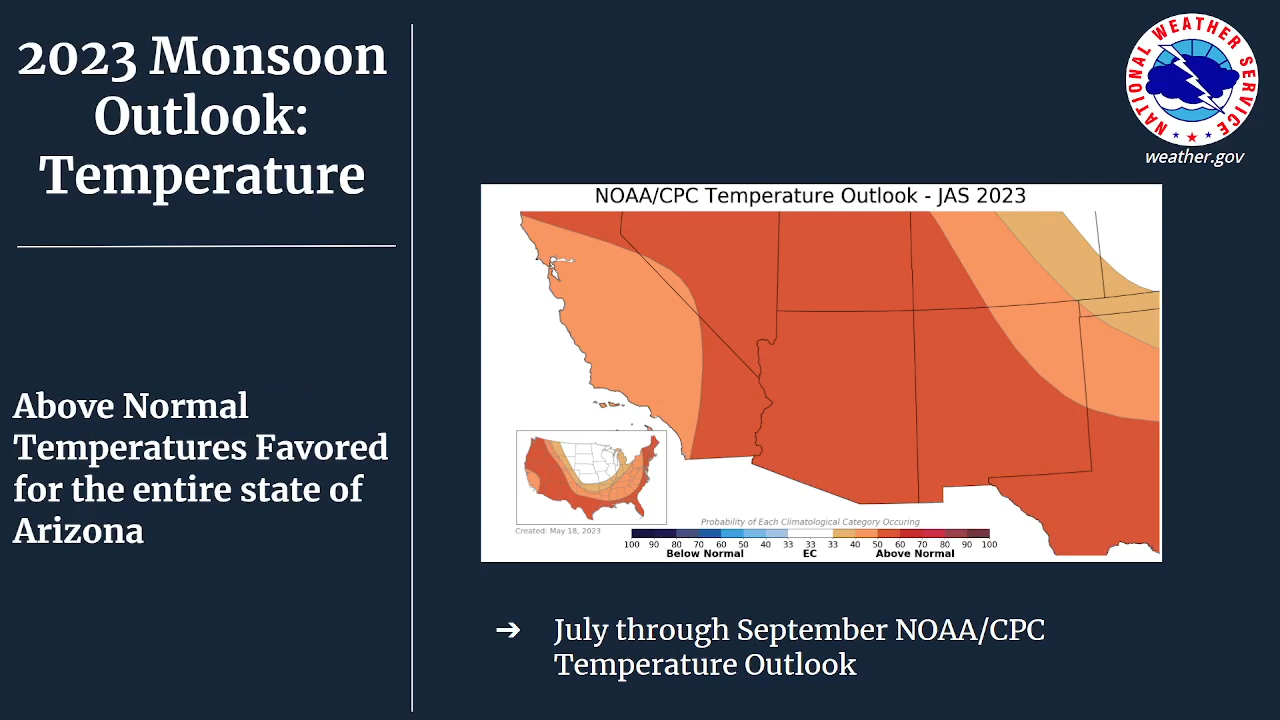 2023 Monsoon
Outlook:
Temperature
Above Normal
Temperatures Favored
for the entire state of
Arizona
NATIONAL WEATHER SERVICE
weather.gov
NOAA/CPC Temperature Outlook - JAS 2023
Created: May 18, 2023
Probability of Each Climatological Category Occuring
100 90 80 70 60 50 40 33 33 33 40 50 60 70 80 90 100
Below Normal EC Above Normal
➔ July through September NOAA/CPC
Temperature Outlook